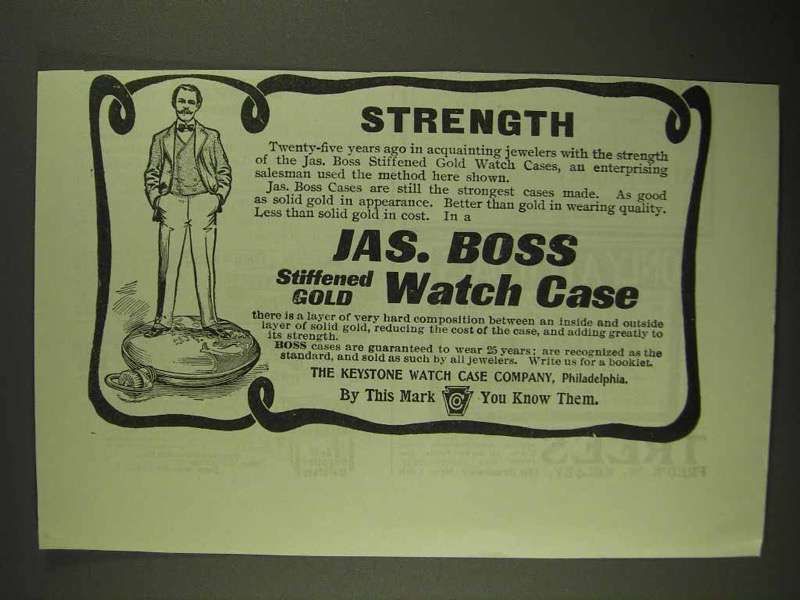 STRENGTH
Twenty-five years ago in acquainting jewelers with the strength
of the Jas. Boss Stiffened Gold Watch Cases, an enterprising
salesman used the method here shown.
Jas. Boss Cases are still the strongest cases made. As good
as solid gold in appearance. Better than gold in wearing quality.
Less than solid gold in cost. In a
JAS. BOSS
Stiffened
GOLD Watch Case
there is a layer of very hard composition between an inside and outside
layer of solid gold, reducing the cost of the case, and adding greatly to
its strength.
BOSS cases are guaranteed to wear 25 years; are recognized as the
standard, and sold as such by all jewelers. Write us for a booklet.
THE KEYSTONE WATCH CASE COMPANY, Philadelphia.
By This Mark You Know Them.
TREES